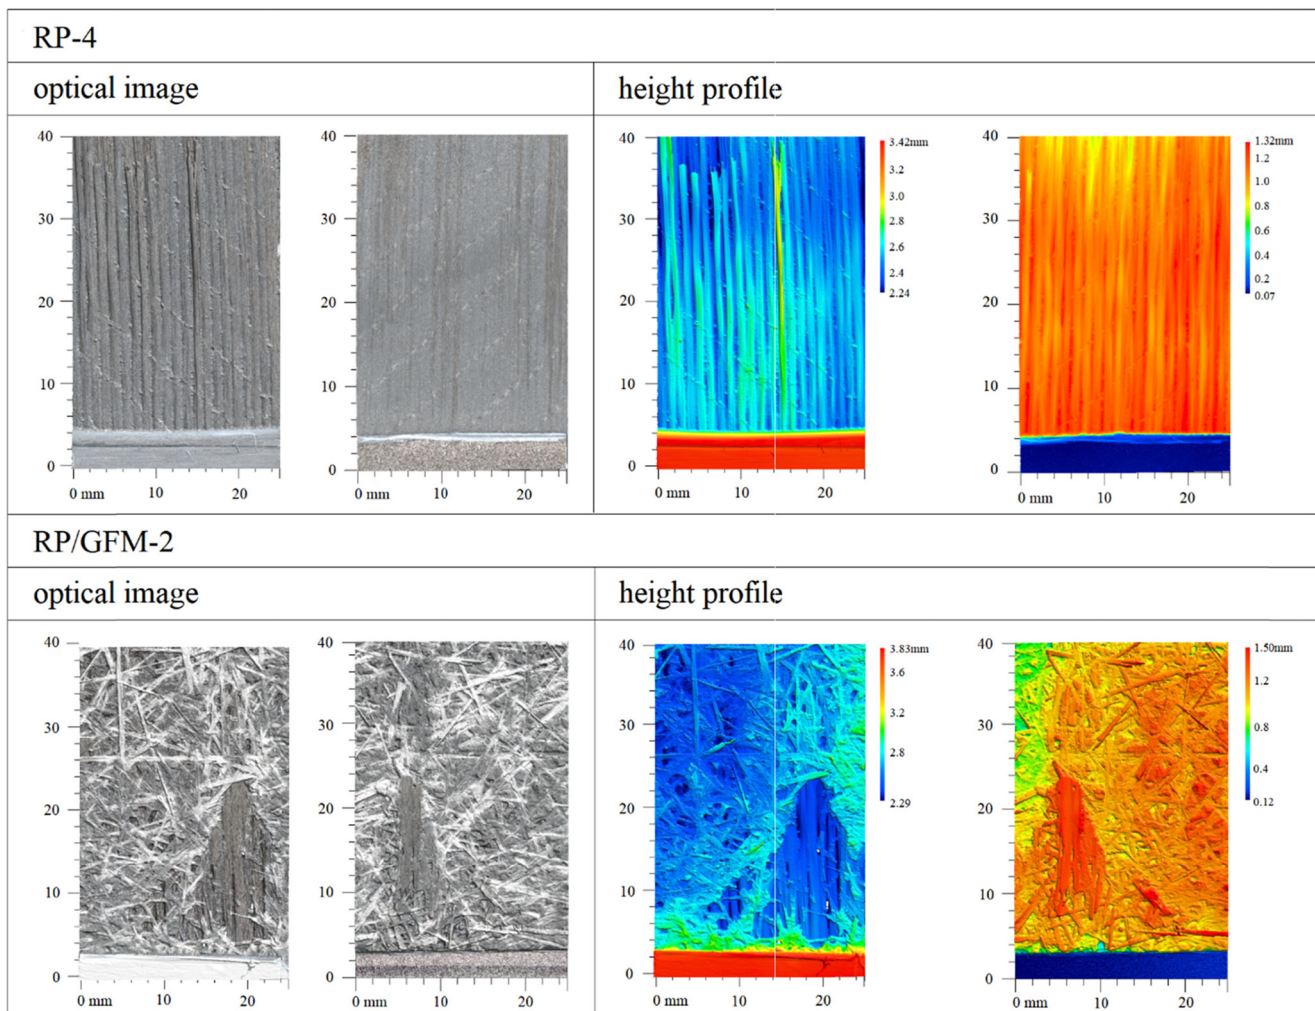 RP-4
optical image height profile
40 40 40 3.42mm 40 1.32mm
3.2 1.2
3.0 1.0
30 30 30 2.8 30 0.8
2.6 0.6
2.4 0.4
2.24 0.2
0.07
20 20 20 20
10 10 10 10
0 0 0 0
0 mm 10 20 0 mm 10 20 0 mm 10 20 0 mm 10 20
RP/GFM-2
optical image height profile
40 40 40 3.83mm 40 1.50mm
3.6 1.2
30 30 30 3.2 30 0.8
2.8 0.4
2.29 0.12
20 20 20 20
10 10 10 10
0 0 0 0
0 mm 10 20 0 mm 10 20 0 mm 10 20 0 mm 10 20